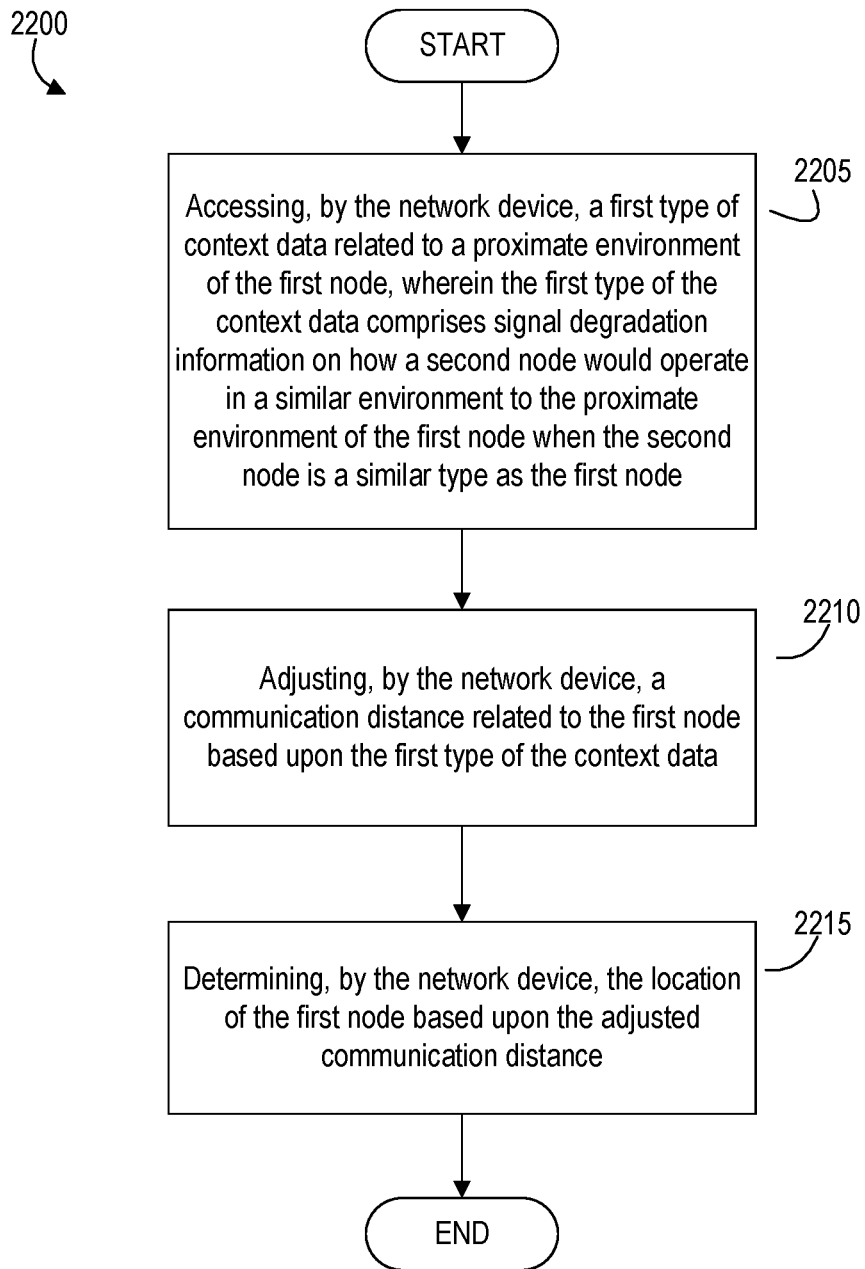 2200
START
2205
Accessing, by the network device, a first type of
context data related to a proximate environment
of the first node, wherein the first type of the
context data comprises signal degradation
information on how a second node would operate
in a similar environment to the proximate
environment of the first node when the second
node is a similar type as the first node
2210
Adjusting, by the network device, a
communication distance related to the first node
based upon the first type of the context data
2215
Determining, by the network device, the location
of the first node based upon the adjusted
communication distance
END